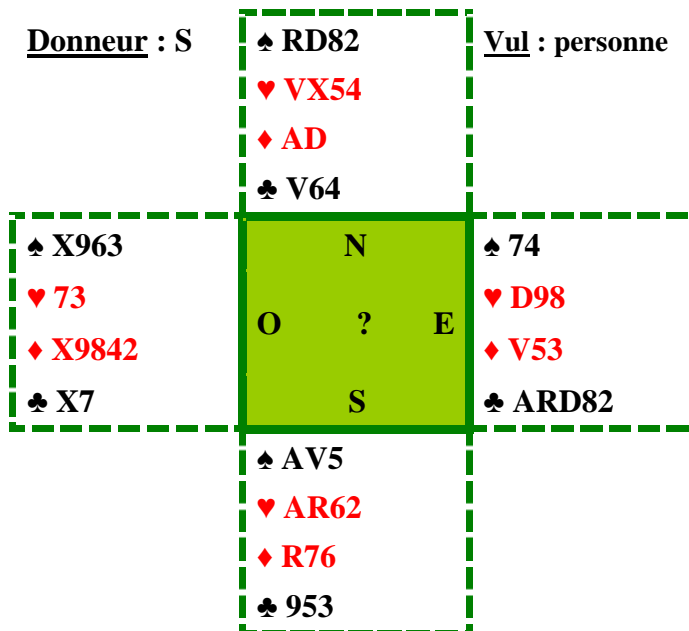 Donneur : S
♠ RD82
♥ VX54
♦ AD
♣ V64
Vul : personne
♠ X963
♥ 73
♦ X9842
♣ X7
N
O ? E
S
♠ 74
♥ D98
♦ V53
♣ ARD82
♠ AV5
♥ AR62
♦ R76
♣ 953